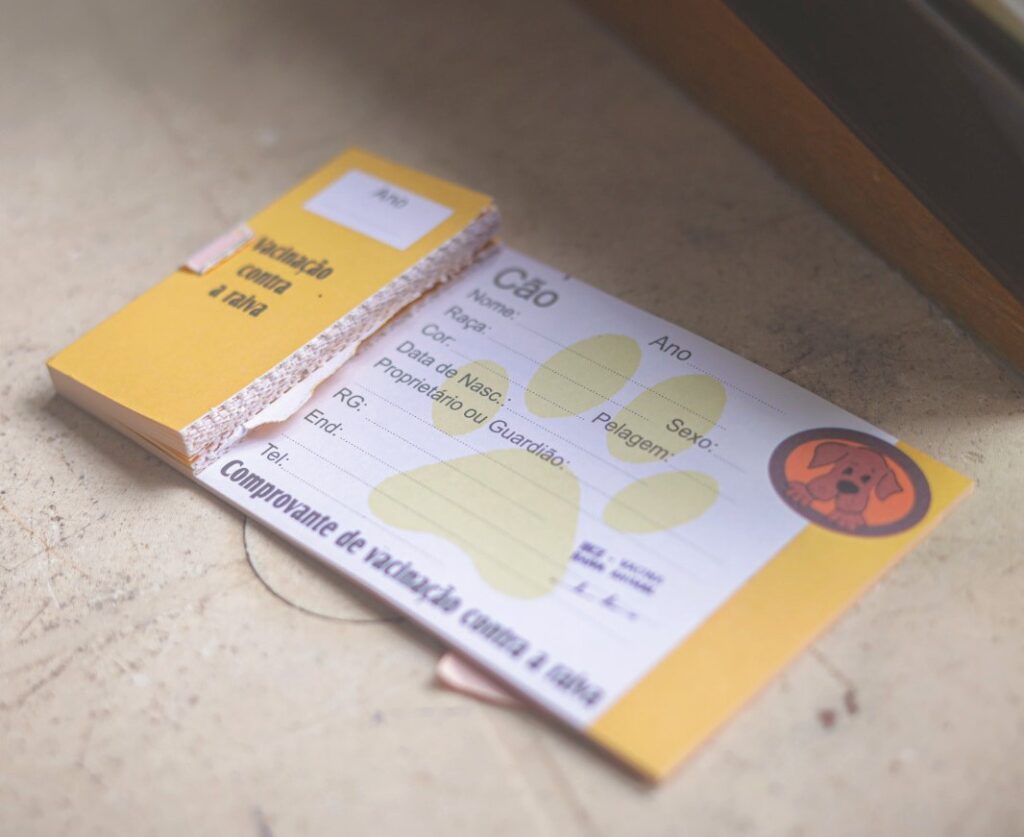 Ano
Vacinação
contra
a raiva
Cão
Ano
Nome:
Raça:
Sexo:
Cor:
Pelagem:
Data de Nasc.:
Proprietário ou Guardião:
RG:
End:
Tel:
Comprovante de vacinação contra a raiva